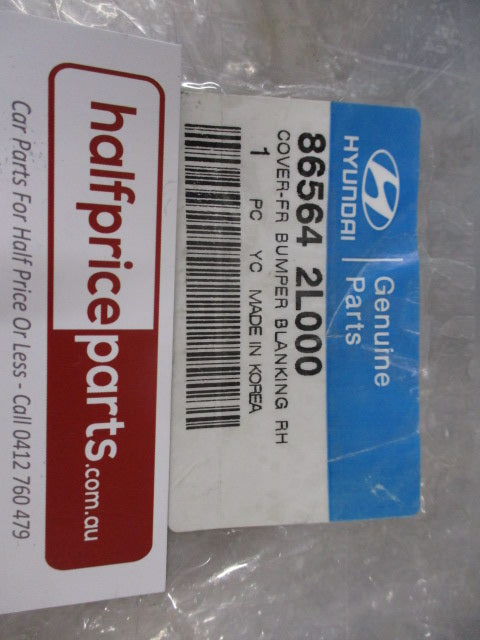 halfpriceparts.com.au
Car Parts For Half Price Or Less - Call 0412 760 479
HYUNDAI
Genuine
Parts
86564 2L000
COVER-FR BUMPER BLANKING RH
1 PC YC MADE IN KOREA